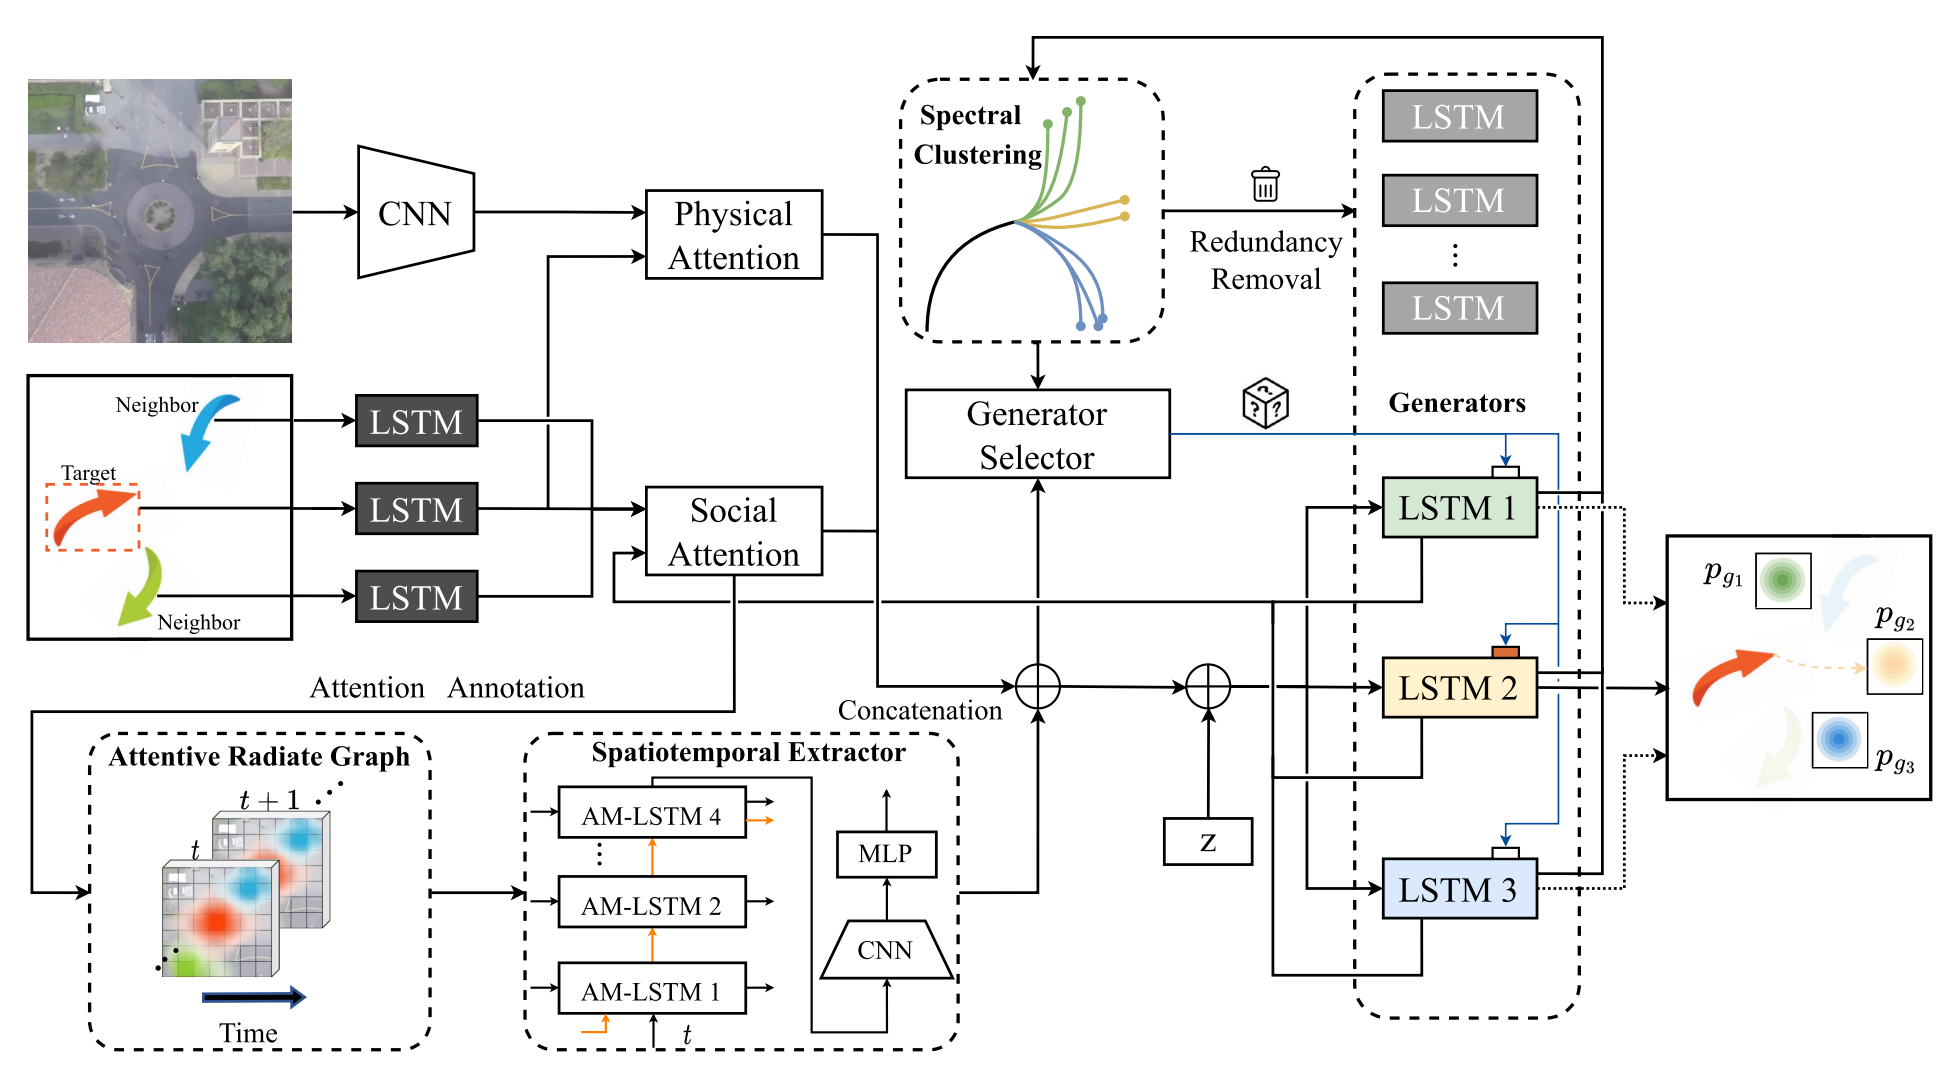 Spectral
Clustering
LSTM
LSTM
⋮
LSTM
CNN
Physical
Attention
Redundancy
Removal
Neighbor
Target
Neighbor
LSTM
LSTM
LSTM
Social
Attention
Generator
Selector
? ? ?
Generators
LSTM 1
LSTM 2
LSTM 3
p_{g_1}
p_{g_2}
p_{g_3}
Attention Annotation
Concatenation
z
Attentive Radiate Graph
t + 1
t
Time
Spatiotemporal Extractor
AM-LSTM 4
AM-LSTM 2
AM-LSTM 1
t
MLP
CNN